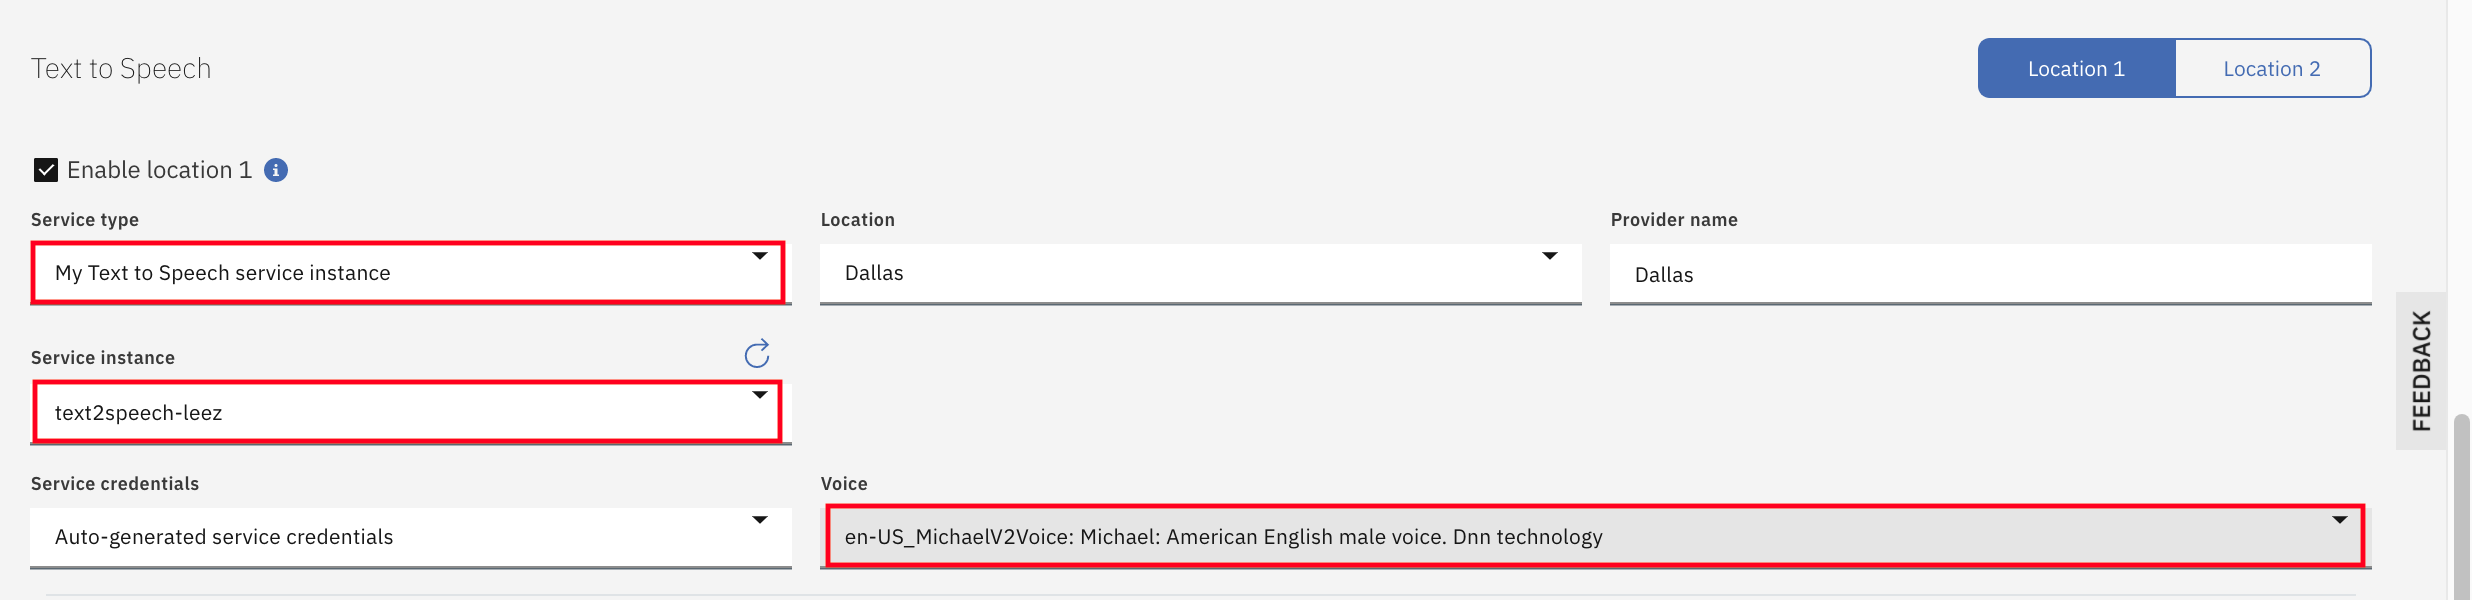 Text to Speech
Location 1
Location 2
Enable location 1
Service type
Location
Provider name
My Text to Speech service instance
Dallas
Dallas
FEEDBACK
Service instance
text2speech-leez
Service credentials
Voice
Auto-generated service credentials
en-US_MichaelV2Voice: Michael: American English male voice. Dnn technology